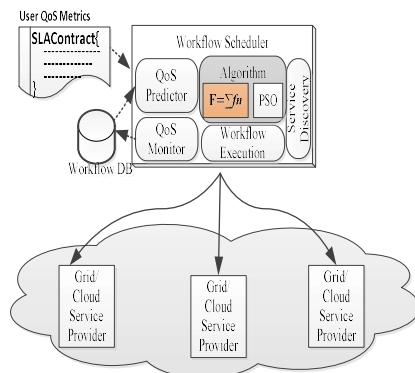 User QoS Metrics
SLAContract{
}
Workflow DB
Workflow Scheduler
QoS
Predictor
Algorithm
F=∑fn
PSO
QoS
Monitor
Workflow
Execution
Service
Discovery
Grid/
Cloud
Service
Provider
Grid/
Cloud
Service
Provider
Grid/
Cloud
Service
Provider